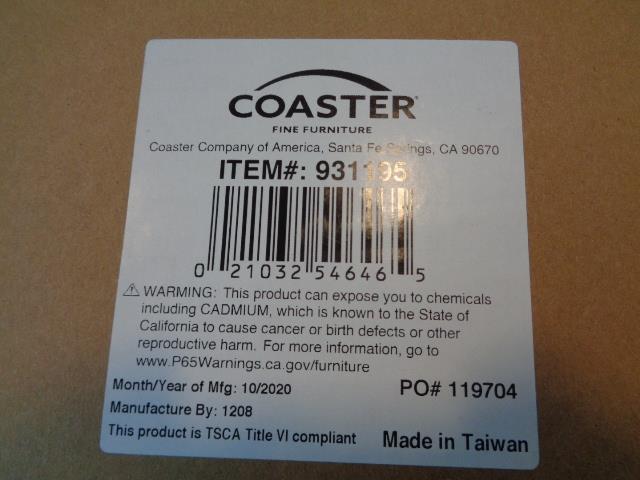 COASTER
FINE FURNITURE
Coaster Company of America, Santa Fe Springs, CA 90670
ITEM#: 931195
0 21032 54646 5
⚠ WARNING: This product can expose you to chemicals
including CADMIUM, which is known to the State of
California to cause cancer or birth defects or other
reproductive harm. For more information, go to
www.P65Warnings.ca.gov/furniture
Month/Year of Mfg: 10/2020 PO# 119704
Manufacture By: 1208
This product is TSCA Title VI compliant Made in Taiwan